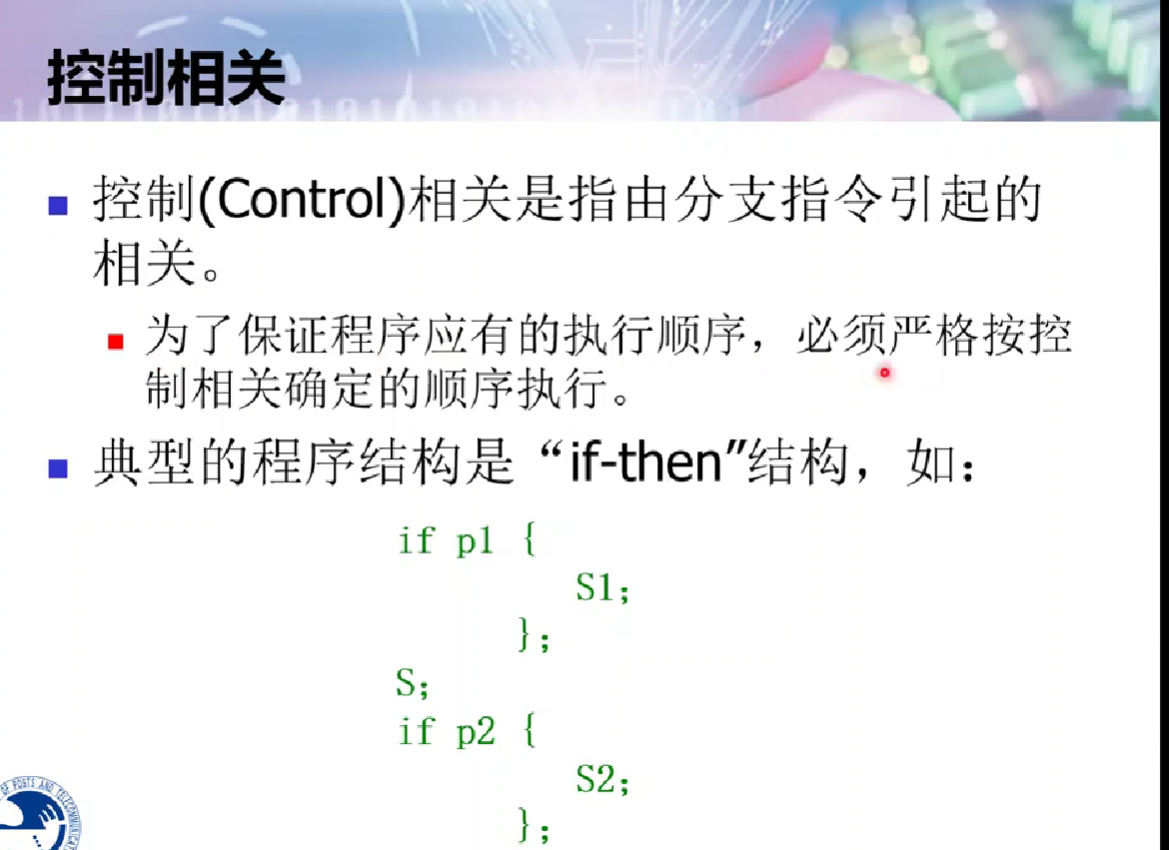 控制相关
控制(Control)相关是指由分支指令引起的
相关。
为了保证程序应有的执行顺序，必须严格按控
制相关确定的顺序执行。
典型的程序结构是“if-then”结构，如：
if p1 {
S1;
};
S;
if p2 {
S2;
};
OF POSTS AND